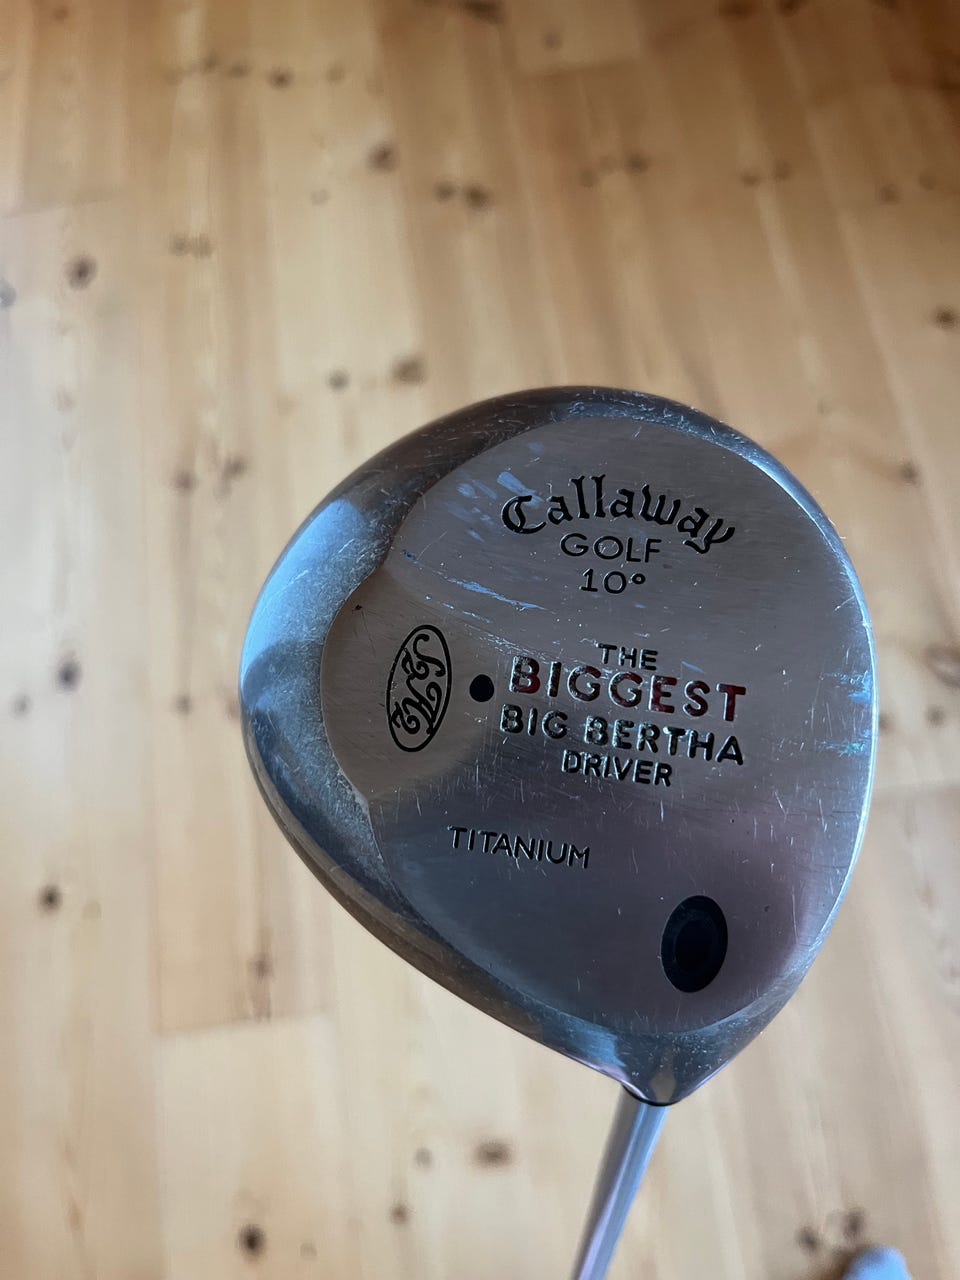 Callaway
GOLF
10°
THE
BIGGEST
BIG BERTHA
DRIVER
TITANIUM